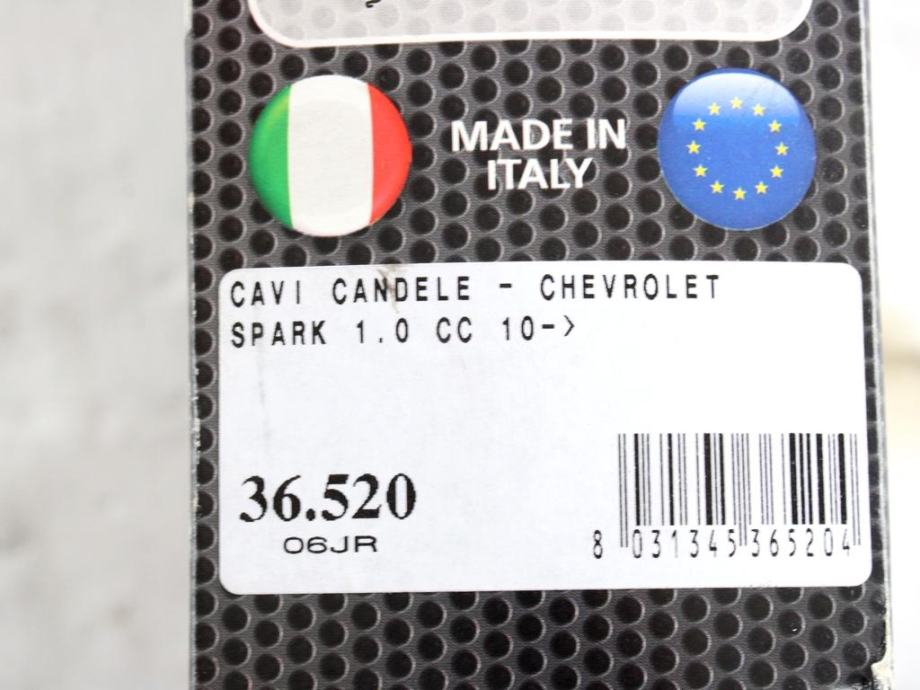 MADE IN
ITALY
CAVI CANDELE - CHEVROLET
SPARK 1.0 CC 10->
36.520
06JR
8 031345 365204